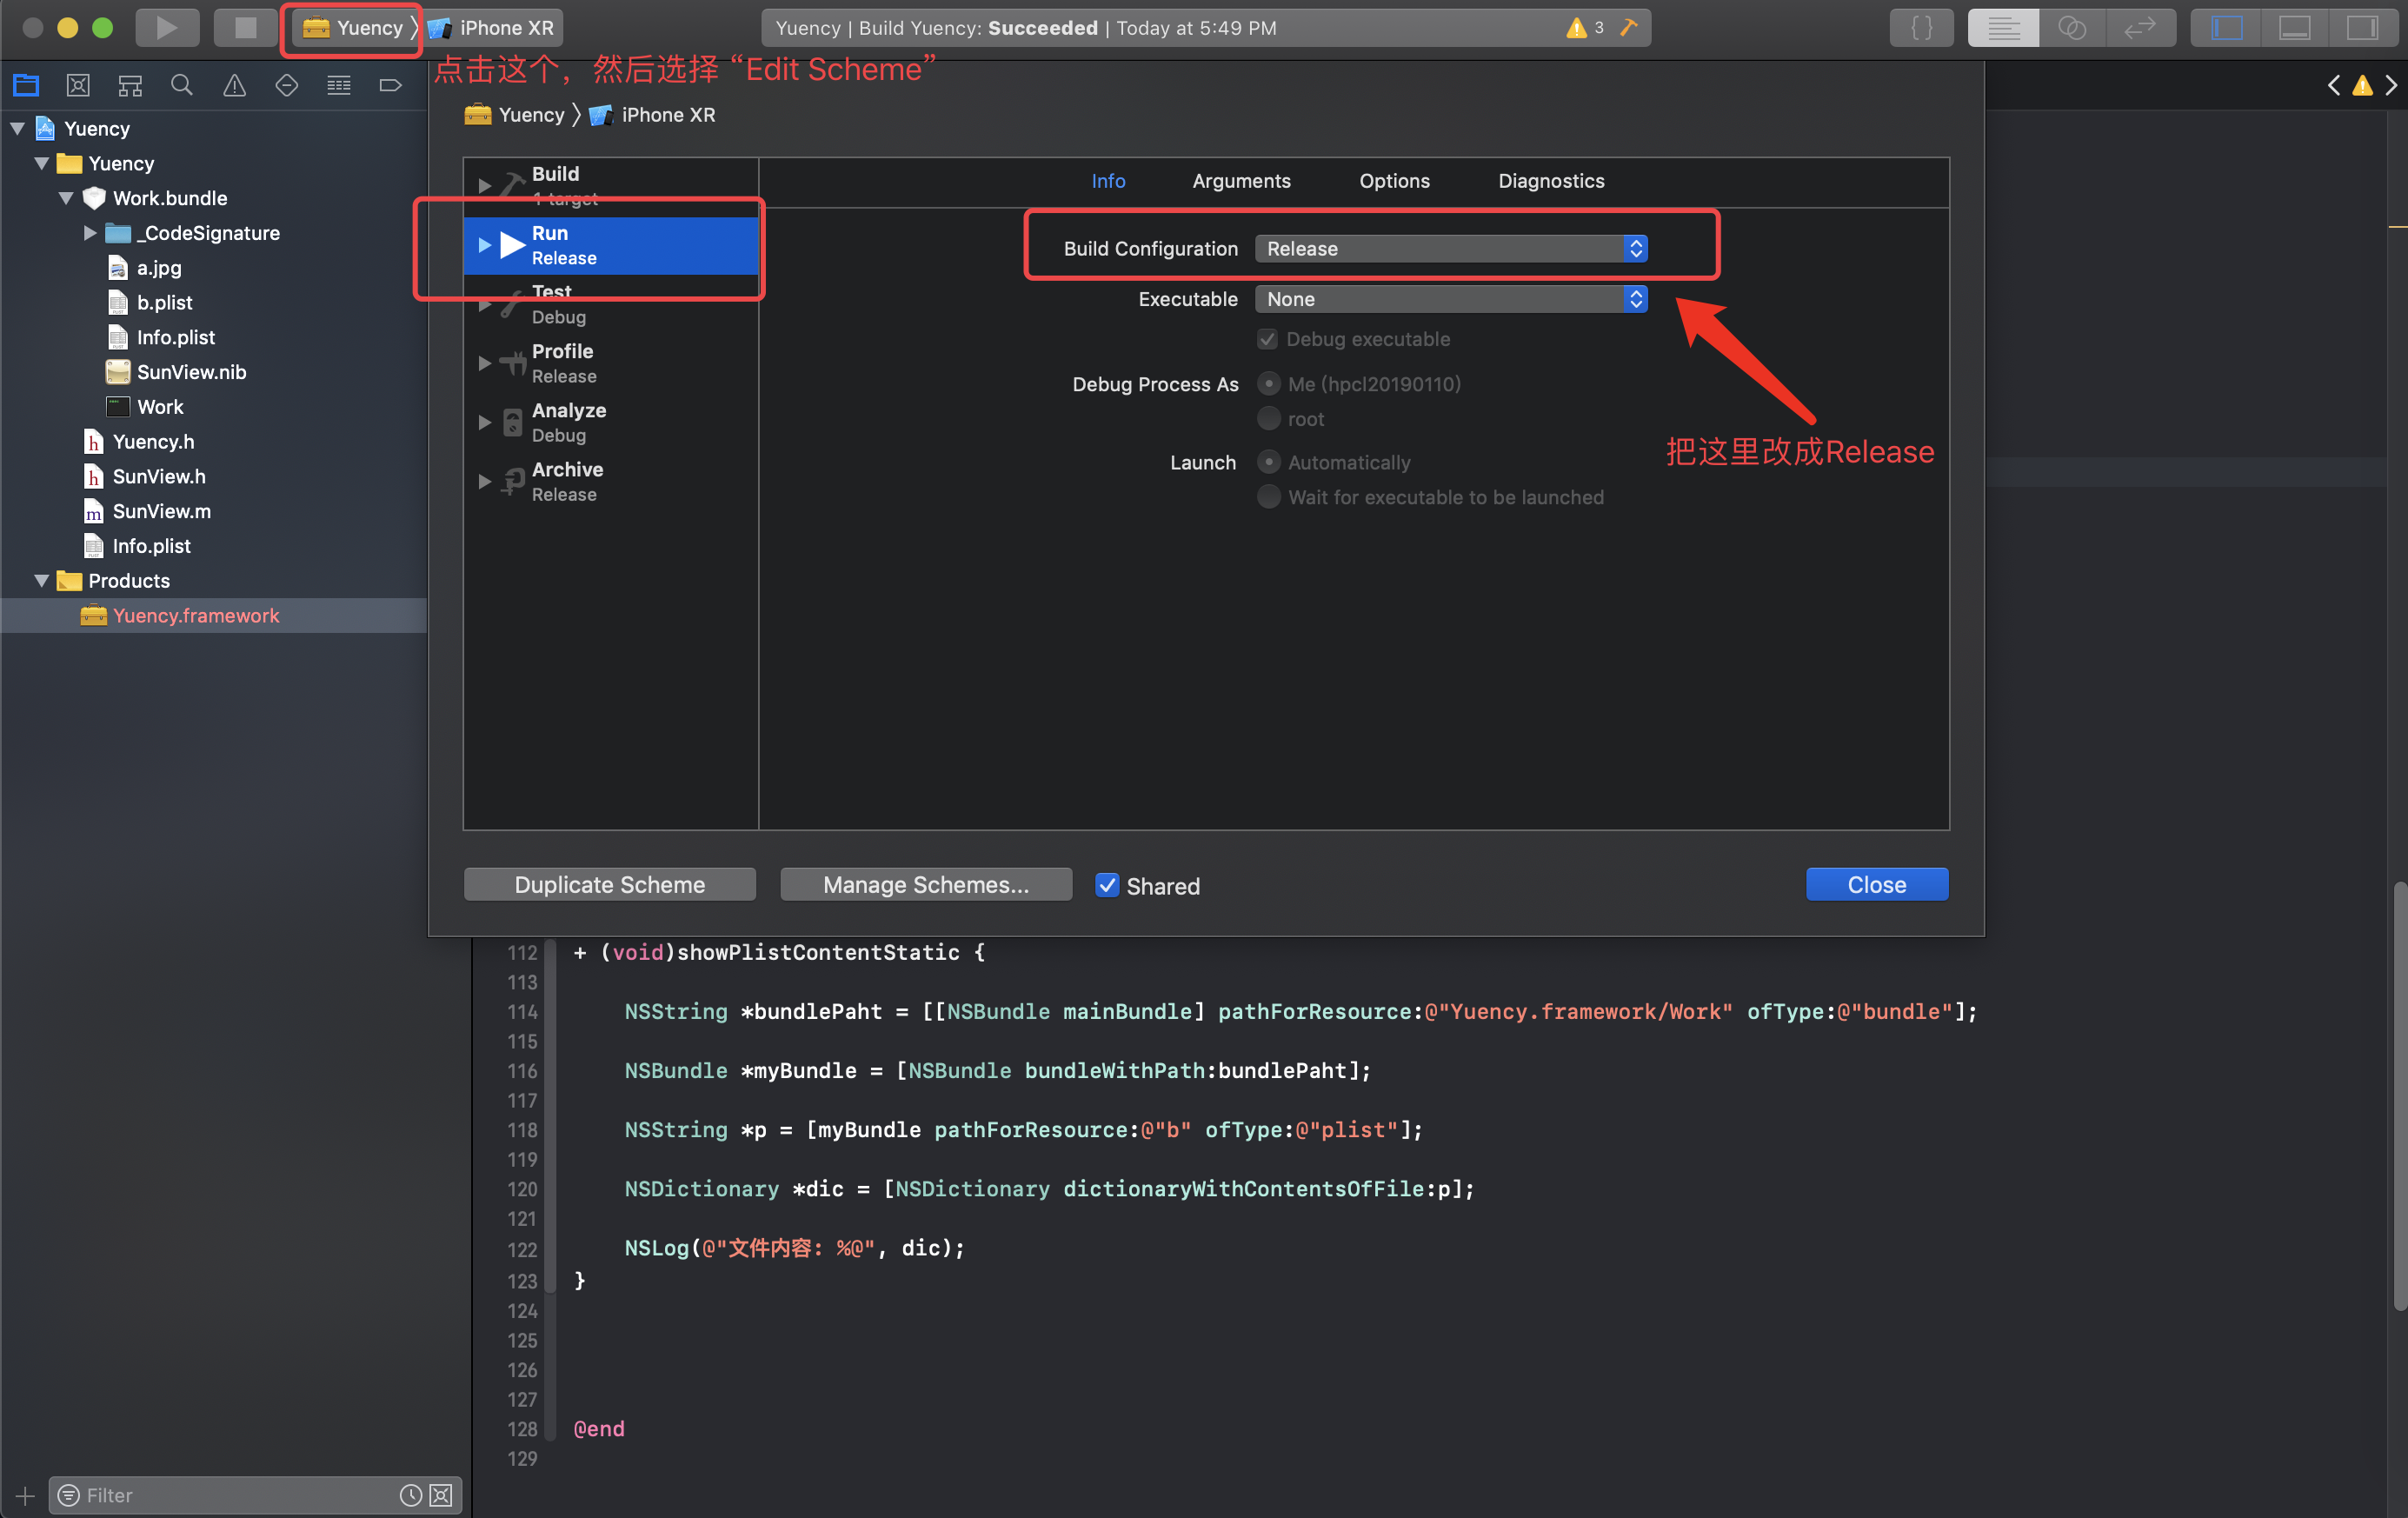 Yuency 〉 iPhone XR
Yuency | Build Yuency: Succeeded | Today at 5:49 PM
3
{ }
点击这个，然后选择 “Edit Scheme”
Yuency 〉 iPhone XR
Yuency
Yuency
Work.bundle
_CodeSignature
a.jpg
b.plist
Info.plist
SunView.nib
Work
Yuency.h
SunView.h
SunView.m
Info.plist
Products
Yuency.framework
Build
1 target
Run
Release
Test
Debug
Profile
Release
Analyze
Debug
Archive
Release
Info Arguments Options Diagnostics
Build Configuration Release
Executable None
Debug executable
Debug Process As Me (hpcl20190110)
root
Launch Automatically
Wait for executable to be launched
把这里改成Release
Duplicate Scheme Manage Schemes... Shared Close
112 + (void)showPlistContentStatic {
113
114 NSString *bundlePaht = [[NSBundle mainBundle] pathForResource:@"Yuency.framework/Work" ofType:@"bundle"];
115
116 NSBundle *myBundle = [NSBundle bundleWithPath:bundlePaht];
117
118 NSString *p = [myBundle pathForResource:@"b" ofType:@"plist"];
119
120 NSDictionary *dic = [NSDictionary dictionaryWithContentsOfFile:p];
121
122 NSLog(@"文件内容: %@", dic);
123 }
124
125
126
127
128 @end
129
Filter